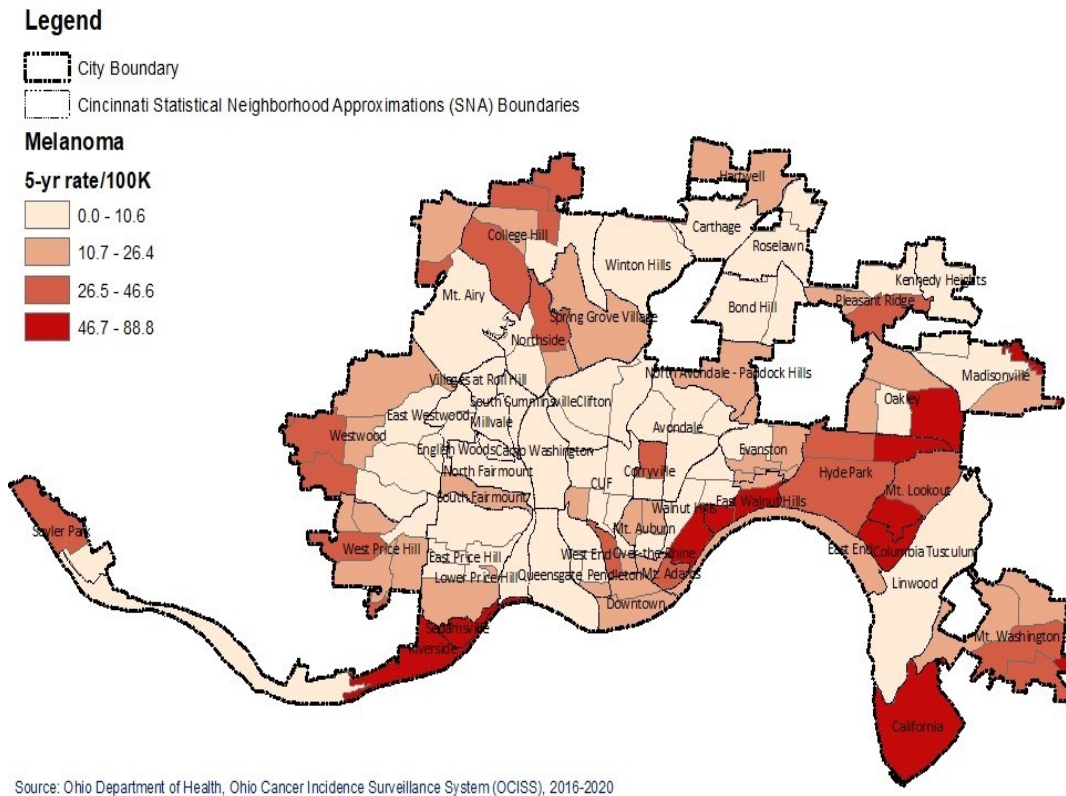 Legend
City Boundary
Cincinnati Statistical Neighborhood Approximations (SNA) Boundaries
Melanoma
5-yr rate/100K
0.0 - 10.6
10.7 - 26.4
26.5 - 46.6
46.7 - 88.8
Hartwell
College Hill
Carthage
Roselawn
Winton Hills
Kennedy Heights
Mt. Airy
Pleasant Ridge
Bond Hill
Spring Grove Village
Northside
Villages at Roll Hill
North Avondale - Paddock Hills
Madisonville
South Cumminsville
Clifton
Oakley
East Westwood
Millvale
Avondale
Westwood
English Woods
Camp Washington
Evanston
North Fairmount
Corryville
Hyde Park
CUF
Mt. Lookout
South Fairmount
Walnut Hills
East Walnut Hills
Sayler Park
Mt. Auburn
West Price Hill
East Price Hill
West End
Over-the-Rhine
East End
Columbia Tusculum
Lower Price Hill
Queensgate
Pendleton
Mt. Adams
Linwood
Downtown
Sedamsville
Mt. Washington
Riverside
California
Source: Ohio Department of Health, Ohio Cancer Incidence Surveillance System (OCISS), 2016-2020